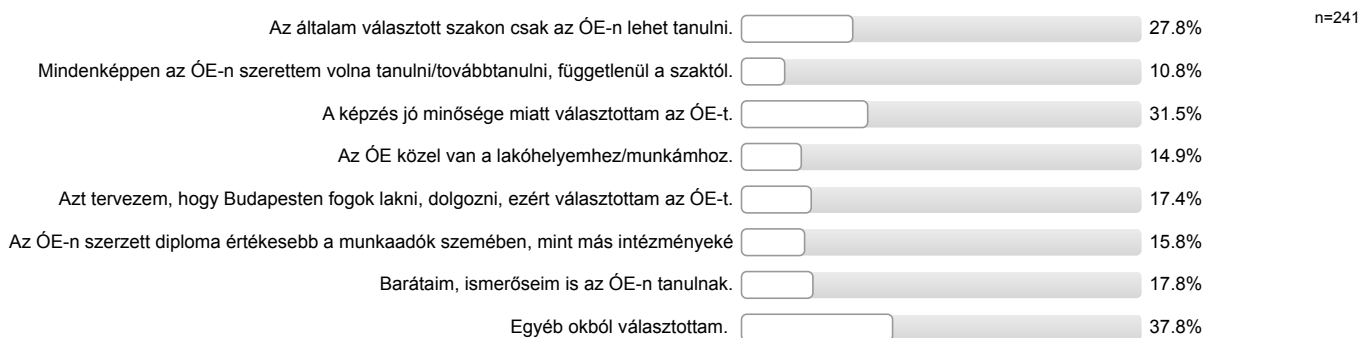 n=241
Az általam választott szakon csak az ÓE-n lehet tanulni. 27.8%
Mindenképpen az ÓE-n szerettem volna tanulni/továbbtanulni, függetlenül a szaktól. 10.8%
A képzés jó minősége miatt választottam az ÓE-t. 31.5%
Az ÓE közel van a lakóhelyemhez/munkámhoz. 14.9%
Azt tervezem, hogy Budapesten fogok lakni, dolgozni, ezért választottam az ÓE-t. 17.4%
Az ÓE-n szerzett diploma értékesebb a munkaadók szemében, mint más intézményeké 15.8%
Barátaim, ismerőseim is az ÓE-n tanulnak. 17.8%
Egyéb okból választottam. 37.8%